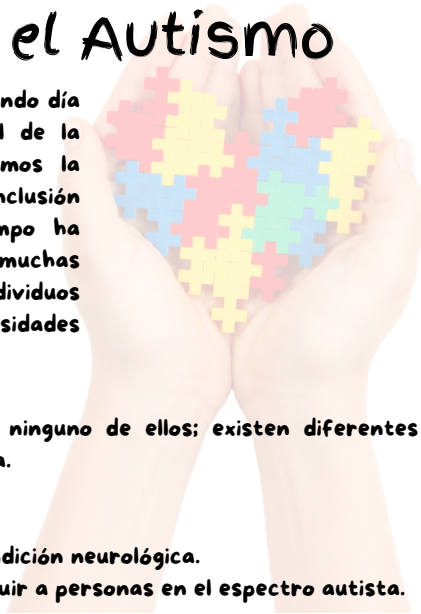 el Autismo
ndo día
l de la
mos la
nclusión
mpo ha
muchas
dividuos
sidades
ninguno de ellos; existen diferentes
a.
dición neurológica.
uir a personas en el espectro autista.